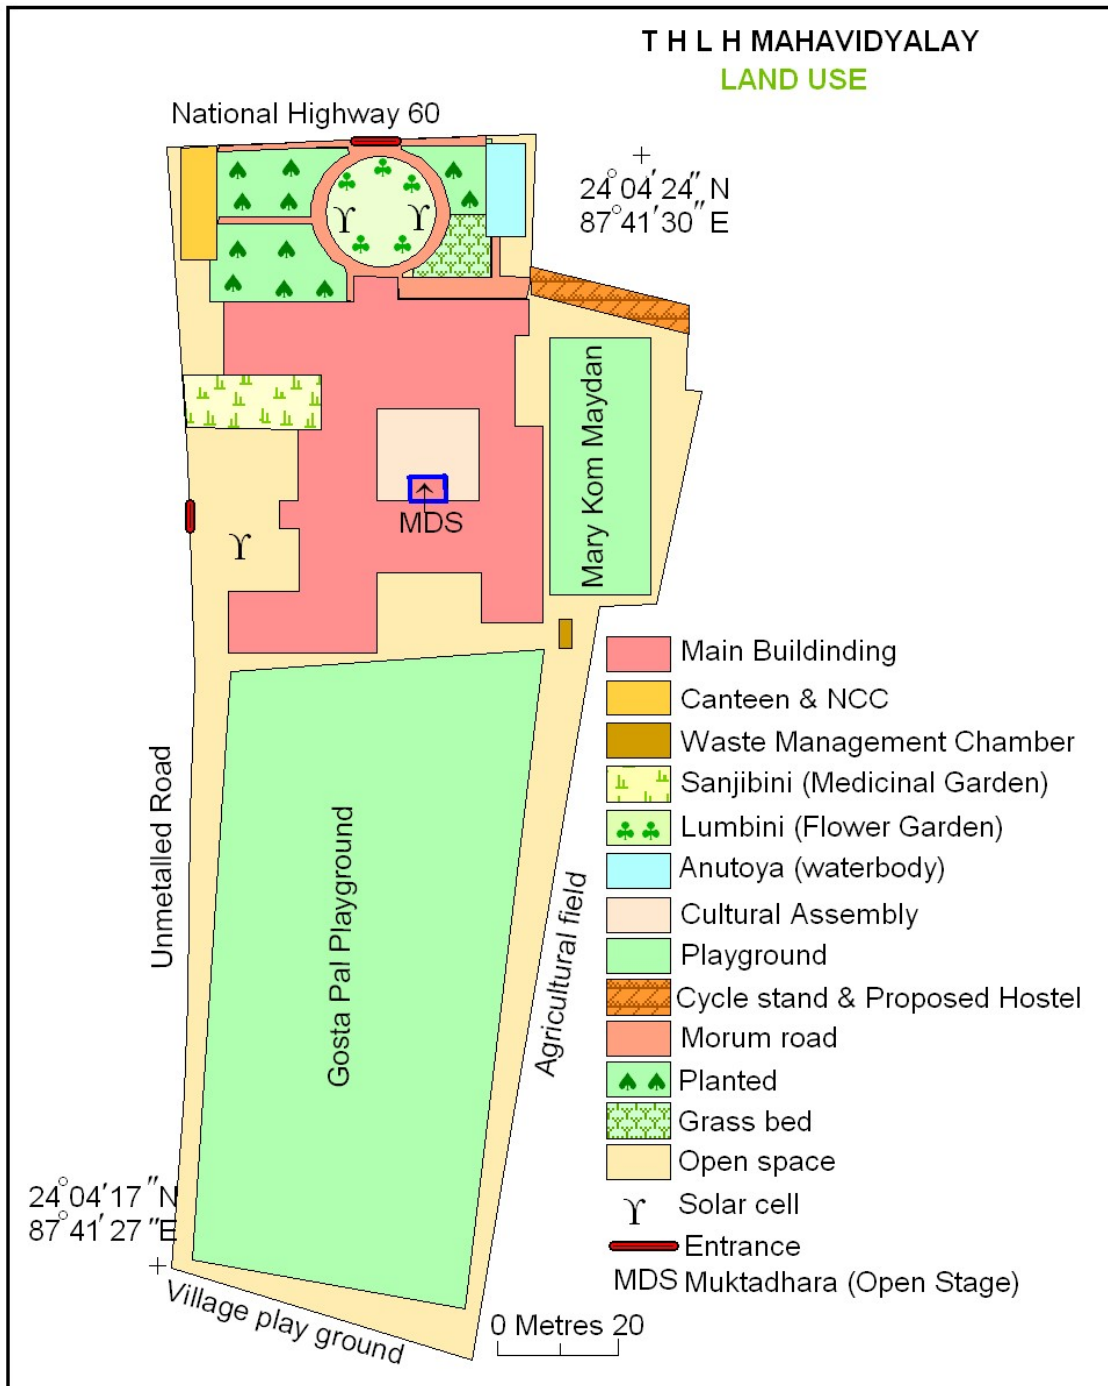 T H L H MAHAVIDYALAY
LAND USE
National Highway 60
24°04′24″N
87°41′30″E
Mary Kom Maydan
MDS
Main Buildinding
Canteen & NCC
Waste Management Chamber
Sanjibini (Medicinal Garden)
Lumbini (Flower Garden)
Anutoya (waterbody)
Cultural Assembly
Playground
Cycle stand & Proposed Hostel
Morum road
Planted
Grass bed
Open space
Solar cell
Entrance
MDS Muktadhara (Open Stage)
Unmetalled Road
Gosta Pal Playground
Agricultural field
24°04′17″N
87°41′27″E
Village play ground
0 Metres 20